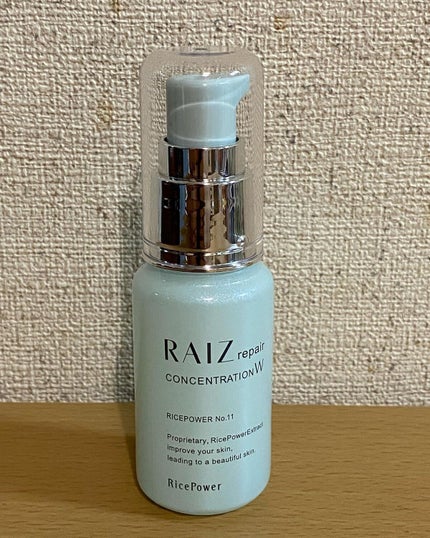 RAIZ repair
CONCENTRATION W
RICEPOWER No.11
Proprietary, RicePowerExtract
improve your skin,
leading to a beautiful skin.
RicePower